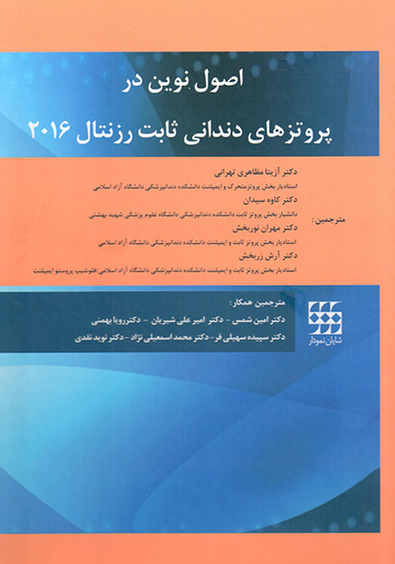 اصول نوین در
پروتزهای دندانی ثابت رزنتال ۲۰۱۶
دکتر آزیتا مظاهری تهرانی
استادیار بخش پروتز متحرک و ایمپلنت دانشکده دندانپزشکی دانشگاه آزاد اسلامی
دکتر کاوه سیدان
مترجمین :
دانشیار بخش پروتز ثابت دانشکده دندانپزشکی دانشگاه علوم پزشکی شهید بهشتی
دکتر مهران نوربخش
استادیار بخش پروتز ثابت و ایمپلنت دانشکده دندانپزشکی دانشگاه آزاد اسلامی
دکتر آرش زربخش
استادیار بخش پروتز ثابت و ایمپلنت دانشکده دندانپزشکی دانشگاه آزاد اسلامی افلوشیپ پروستو ایمپلنت
مترجمین همکار:
دکتر امین شمس - دکتر امیر علی شیریان - دکتر رویا بهمنی
دکتر سپیده سهیلی فر- دکتر محمد اسمعیلی نژاد - دکتر نوید نقدی
شایان نمودار